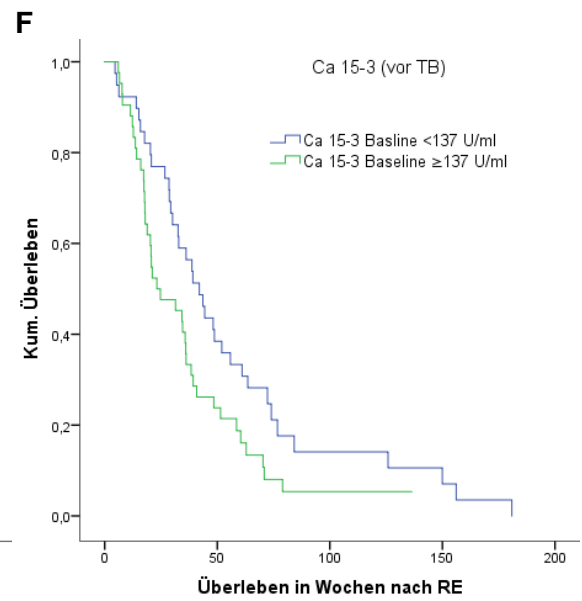 F
Ca 15-3 (vor TB)
Ca 15-3 Basline <137 U/ml
Ca 15-3 Baseline ≥137 U/ml
Kum. Überleben
1,0
0,8
0,6
0,4
0,2
0,0
0 50 100 150 200
Überleben in Wochen nach RE